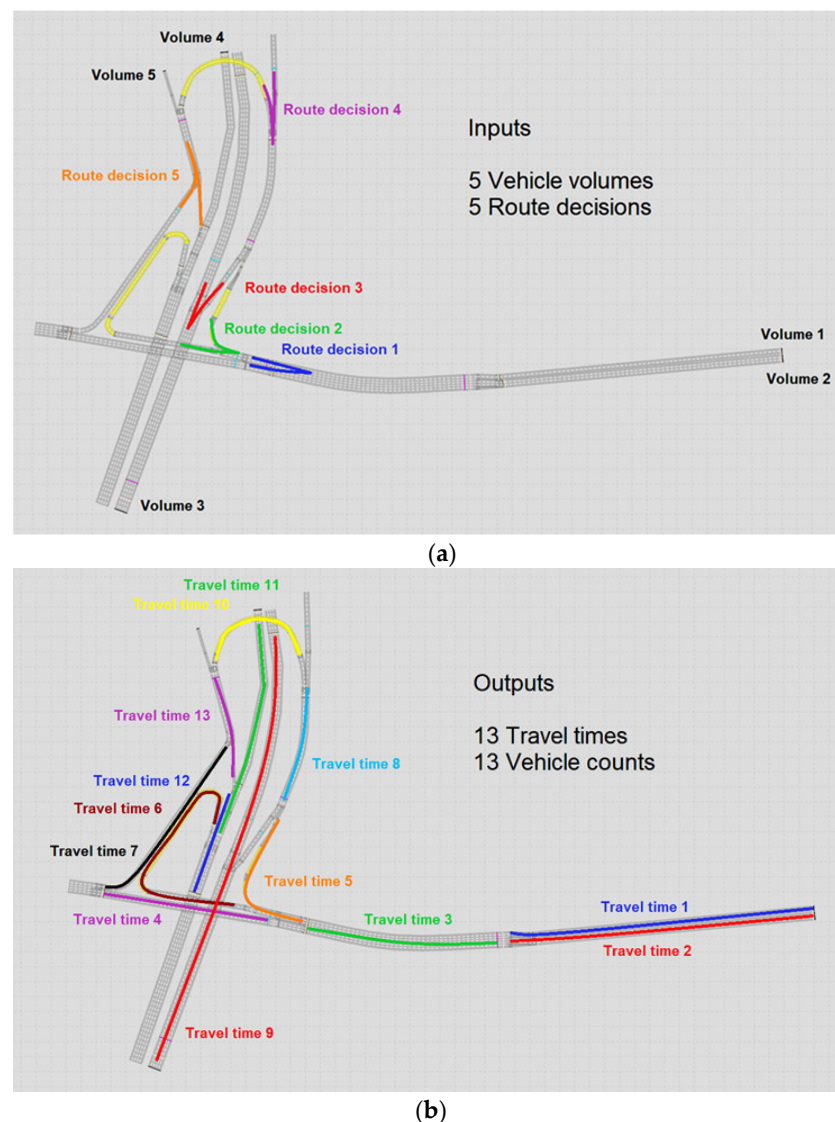 Volume 4
Volume 5
Route decision 4
Inputs
Route decision 5
5 Vehicle volumes
5 Route decisions
Route decision 3
Route decision 2
Route decision 1
Volume 1
Volume 2
Volume 3
(a)
Travel time 11
Travel time 10
Outputs
Travel time 13
13 Travel times
13 Vehicle counts
Travel time 8
Travel time 12
Travel time 6
Travel time 7
Travel time 5
Travel time 4
Travel time 3
Travel time 1
Travel time 2
Travel time 9
(b)